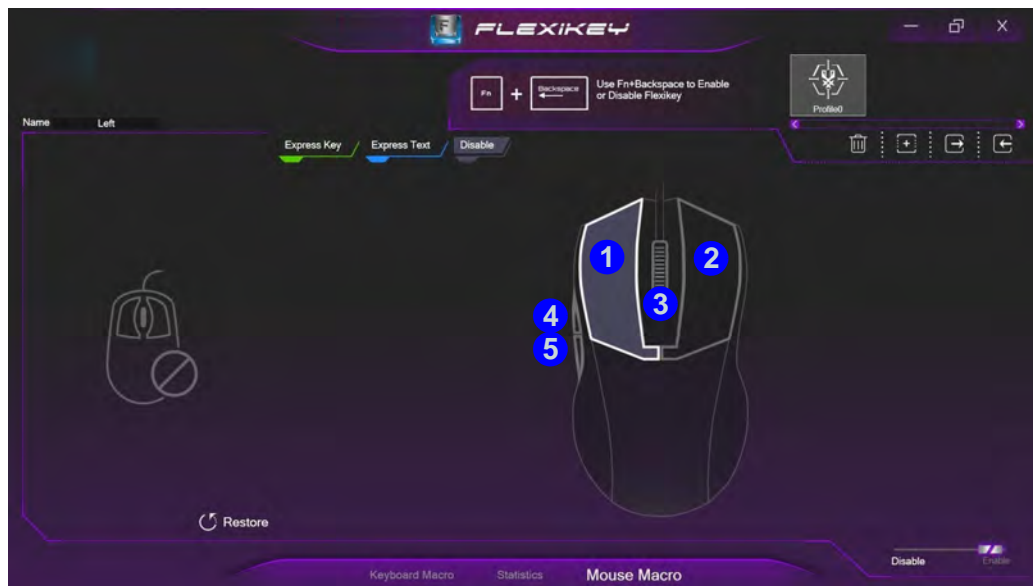 FLEXiKEY
Fn + Backspace Use Fn+Backspace to Enable
or Disable Flexikey
Profile0
Name Left
Express Key Express Text Disable
1
2
3
4
5
Restore
Disable Enable
Keyboard Macro Statistics Mouse Macro